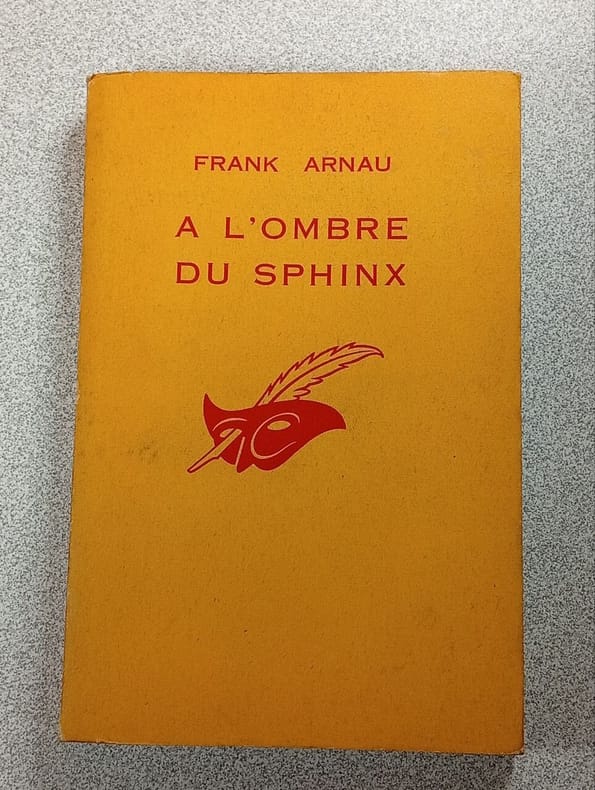 FRANK ARNAU
A L'OMBRE
DU SPHINX